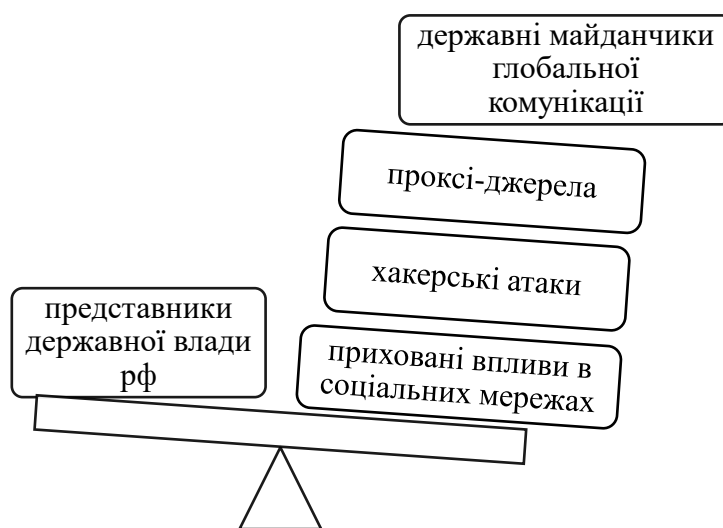 державні майданчики
глобальної
комунікації
проксі-джерела
хакерські атаки
представники
державної влади
рф
приховані впливи в
соціальних мережах